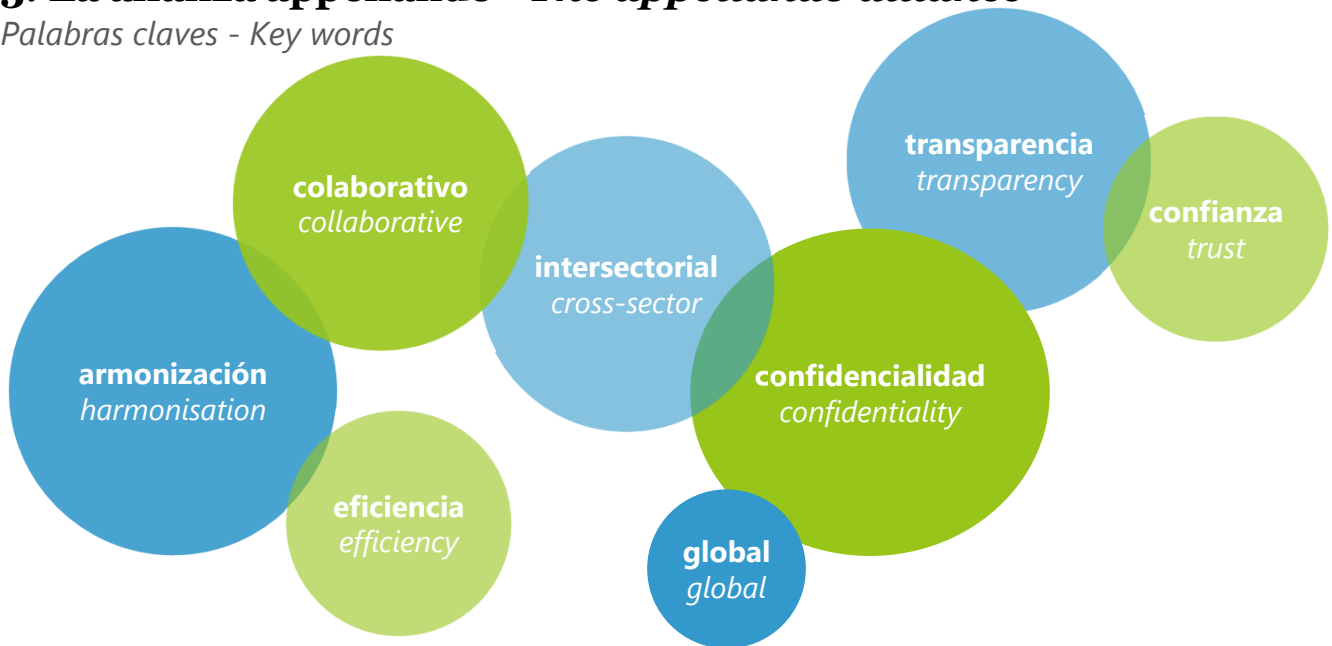 Palabras claves - Key words
colaborativo
collaborative
transparencia
transparency
confianza
trust
intersectorial
cross-sector
armonización
harmonisation
confidencialidad
confidentiality
eficiencia
efficiency
global
global